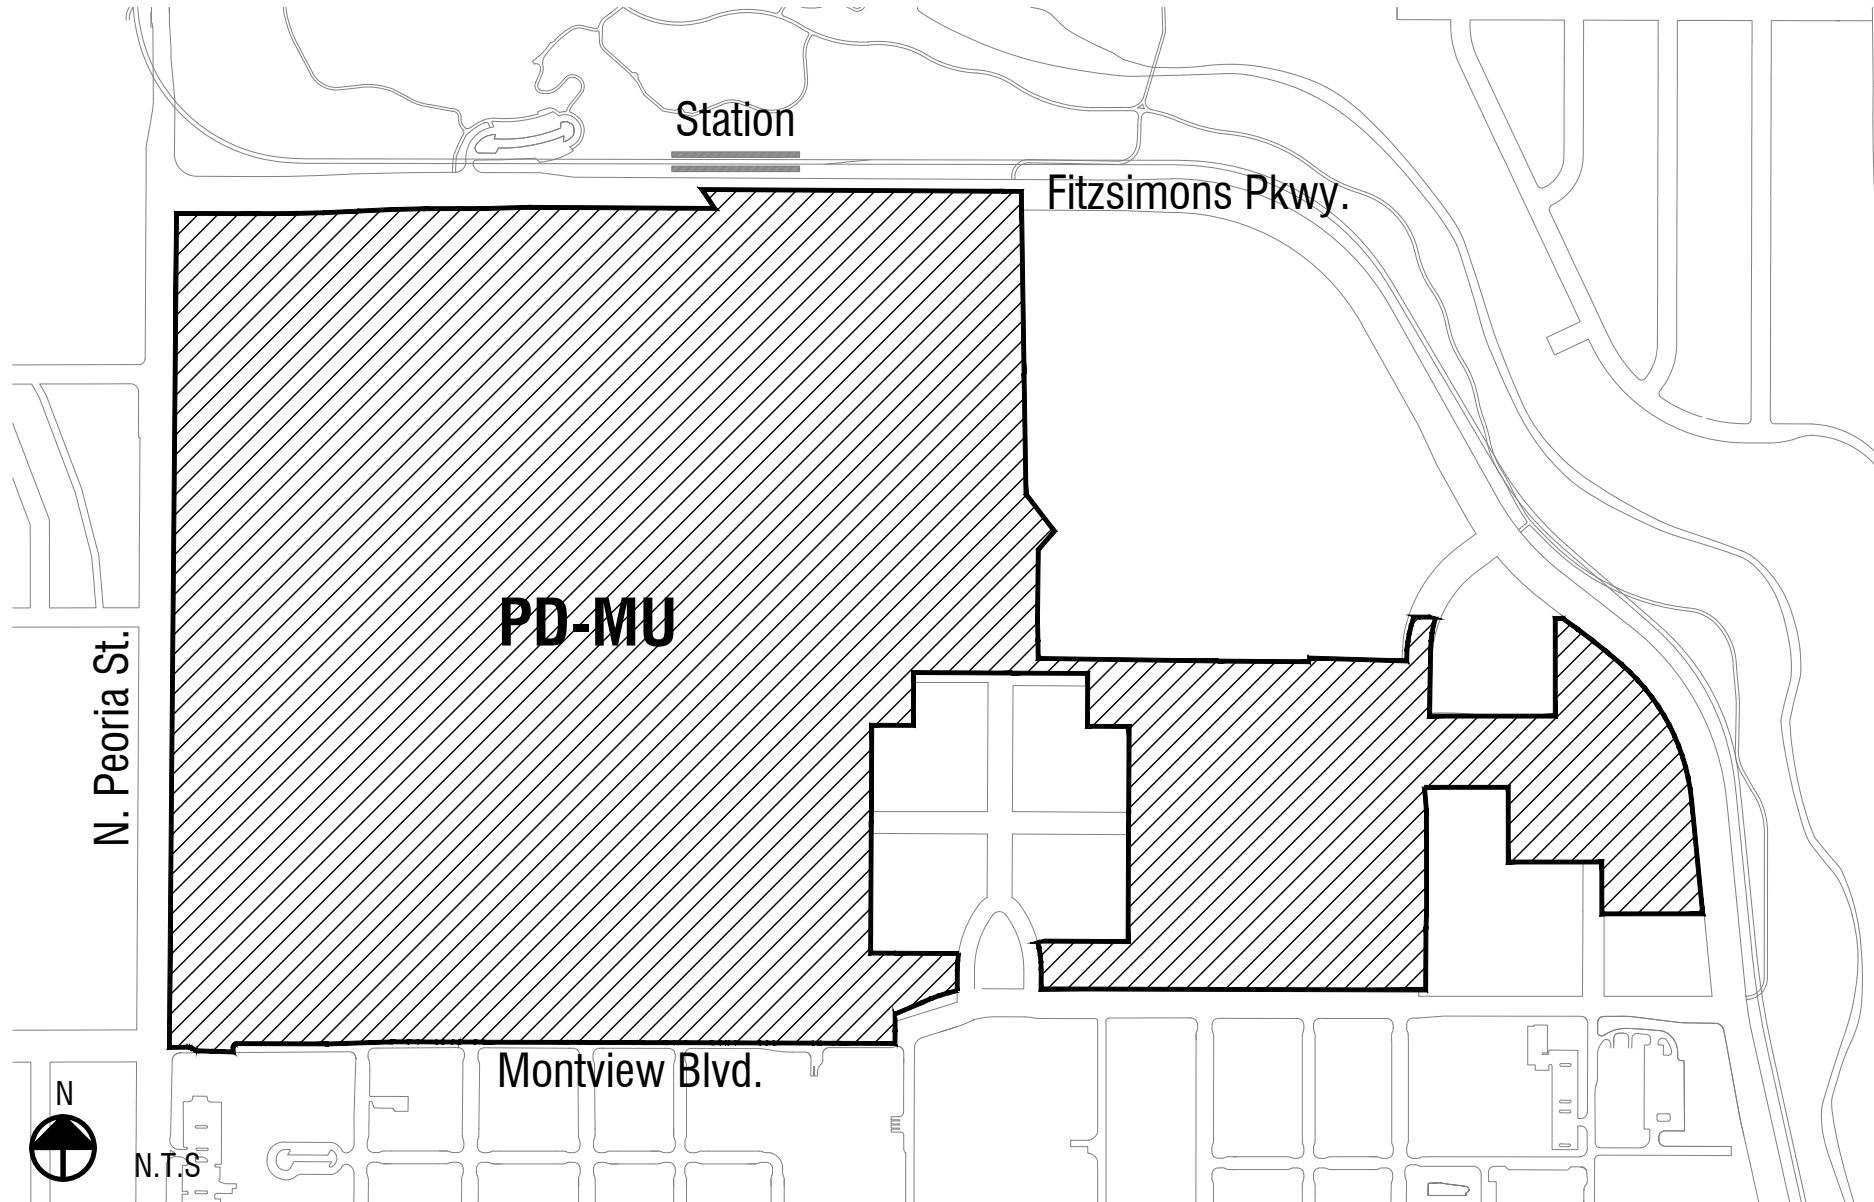 Station
Fitzsimons Pkwy.
PD-MU
N. Peoria St.
Montview Blvd.
N
N.T.S